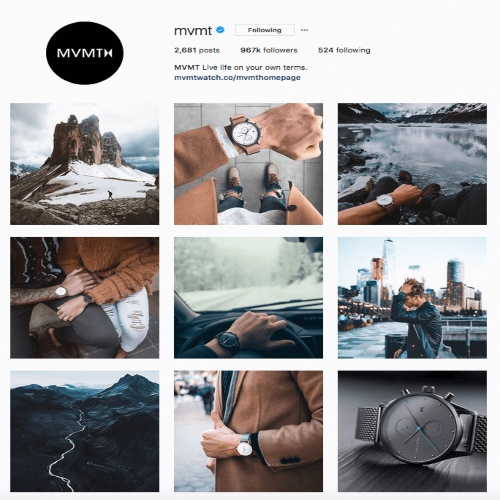 MVMT
mvmt Following ...
2,681 posts 967k followers 524 following
MVMT Live life on your own terms.
mvmtwatch.co/mvmthomepage